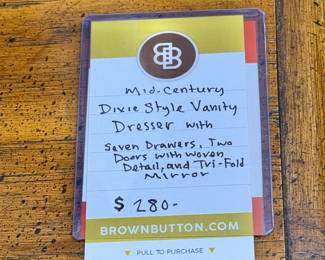 BB
Mid-Century
Dixie Style Vanity
Dresser with
Seven Drawers, Two
Doors with Woven
Detail, and Tri-Fold
Mirror
$ 280-
BROWNBUTTON.COM
▼ PULL TO PURCHASE ▼